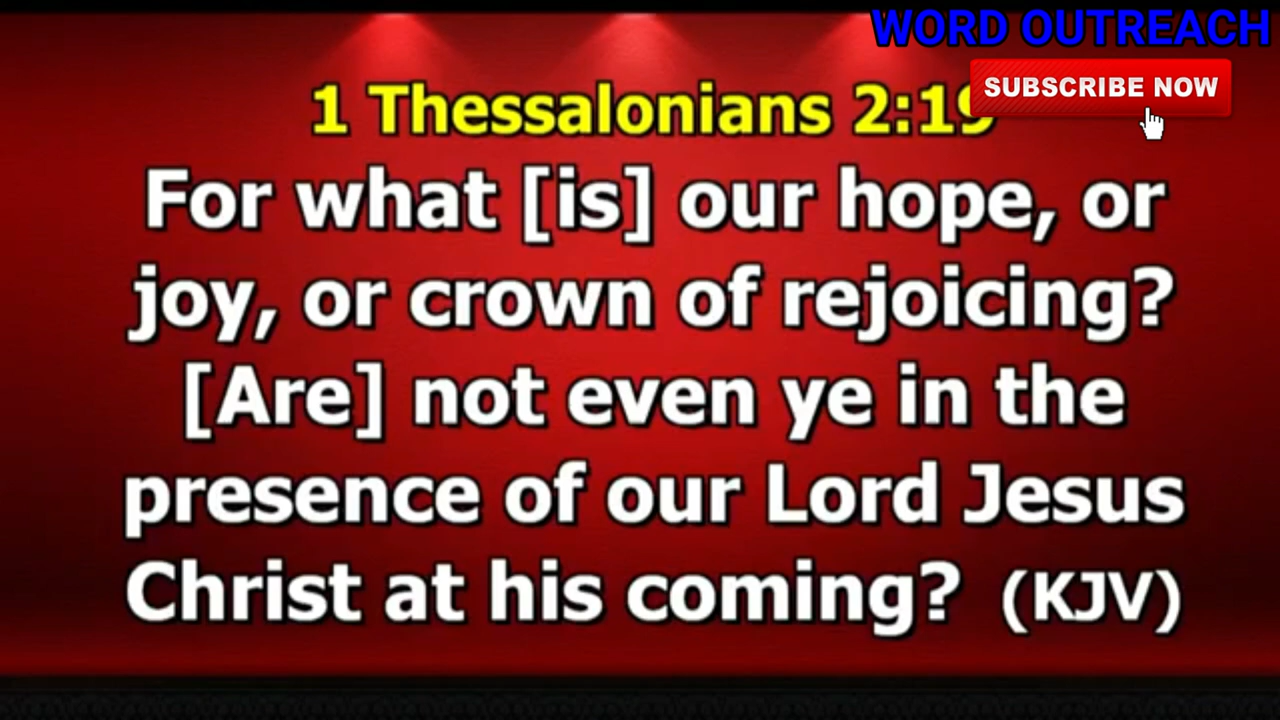 WORD OUTREACH
SUBSCRIBE NOW
1 Thessalonians 2:19
For what [is] our hope, or
joy, or crown of rejoicing?
[Are] not even ye in the
presence of our Lord Jesus
Christ at his coming? (KJV)